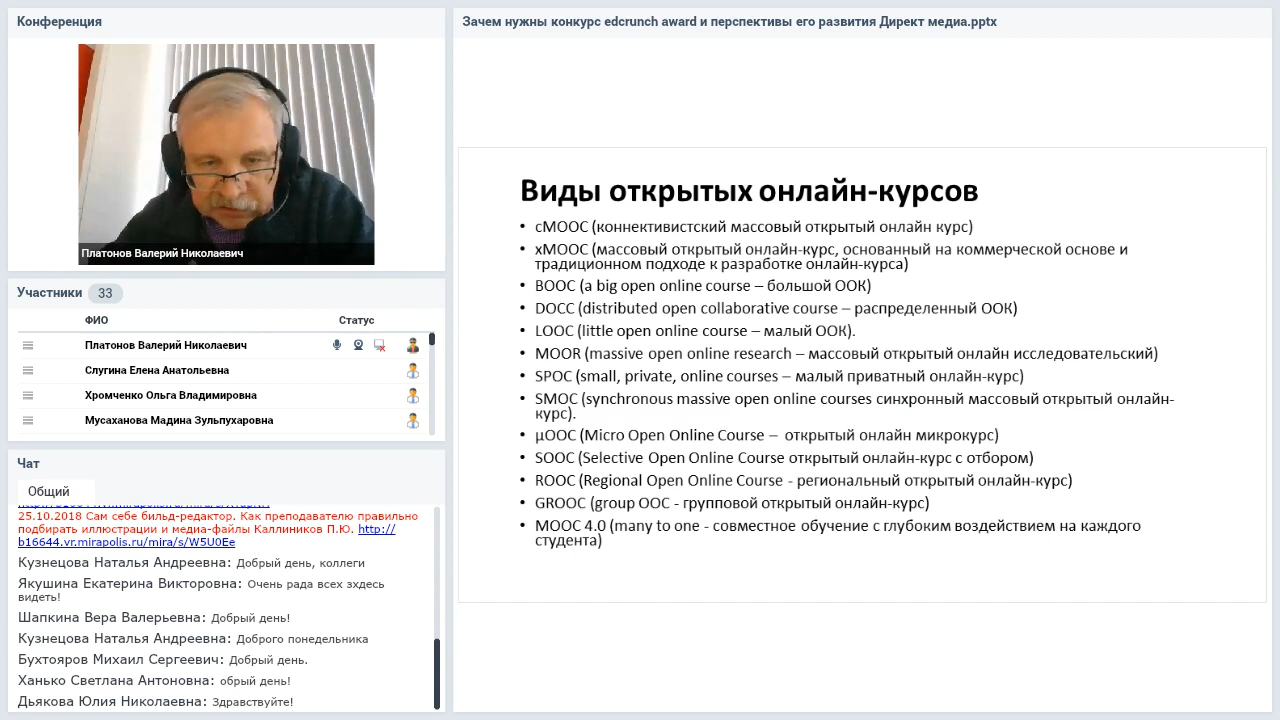 Конференция
Платонов Валерий Николаевич
Участники 33
ФИО Статус
Платонов Валерий Николаевич
Слугина Елена Анатольевна
Хромченко Ольга Владимировна
Мусаханова Мадина Зульпухаровна
Чат
Общий
25.10.2018 Сам себе бильд-редактор. Как преподавателю правильно
подбирать иллюстрации и медиа-файлы Каллиников П.Ю. http://
b16644.vr.mirapolis.ru/mira/s/W5U0Ee
Кузнецова Наталья Андреевна: Добрый день, коллеги
Якушина Екатерина Викторовна: Очень рада всех зхдесь
видеть!
Шапкина Вера Валерьевна: Добрый день!
Кузнецова Наталья Андреевна: Доброго понедельника
Бухтояров Михаил Сергеевич: Добрый день.
Ханько Светлана Антоновна: обрый день!
Дьякова Юлия Николаевна: Здравствуйте!
Зачем нужны конкурс edcrunch award и перспективы его развития Директ медиа.pptx
Виды открытых онлайн-курсов
• cMOOC (коннективистский массовый открытый онлайн курс)
• xMOOC (массовый открытый онлайн-курс, основанный на коммерческой основе и
традиционном подходе к разработке онлайн-курса)
• BOOC (a big open online course – большой ООК)
• DOCC (distributed open collaborative course – распределенный ООК)
• LOOC (little open online course – малый ООК).
• MOOR (massive open online research – массовый открытый онлайн исследовательский)
• SPOC (small, private, online courses – малый приватный онлайн-курс)
• SMOC (synchronous massive open online courses синхронный массовый открытый онлайн-
курс).
• µOOC (Micro Open Online Course – открытый онлайн микрокурс)
• SOOC (Selective Open Online Course открытый онлайн-курс с отбором)
• ROOC (Regional Open Online Course - региональный открытый онлайн-курс)
• GROOC (group OOC - групповой открытый онлайн-курс)
• MOOC 4.0 (many to one - совместное обучение с глубоким воздействием на каждого
студента)